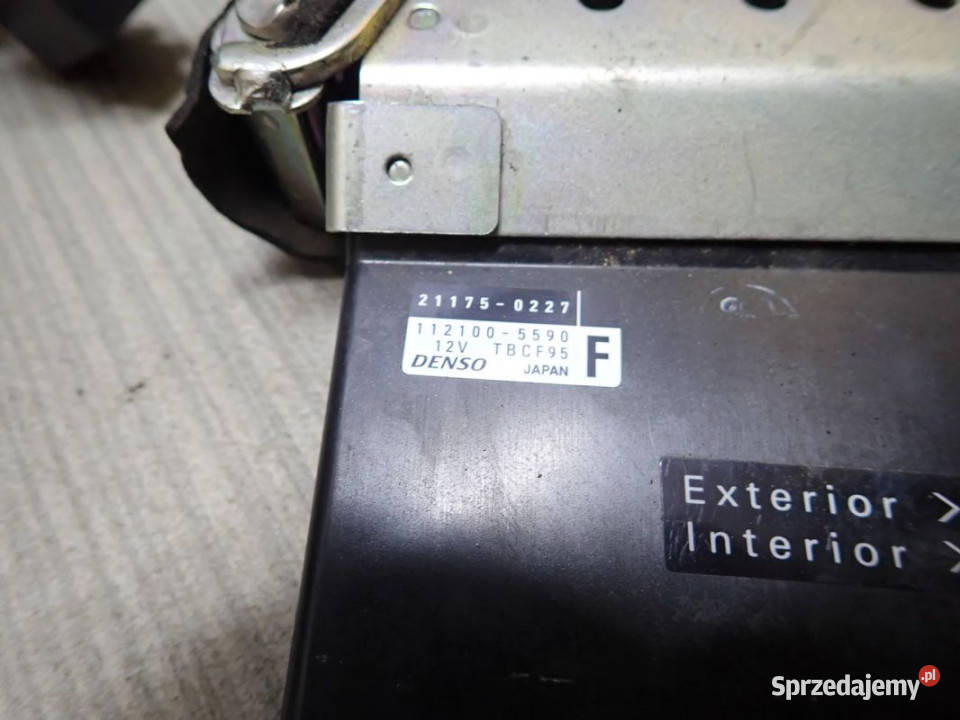 21175-0227
112100-5590
12V TBCF95
DENSO JAPAN
F
Exterior >
Interior >
Sprzedajemy.pl